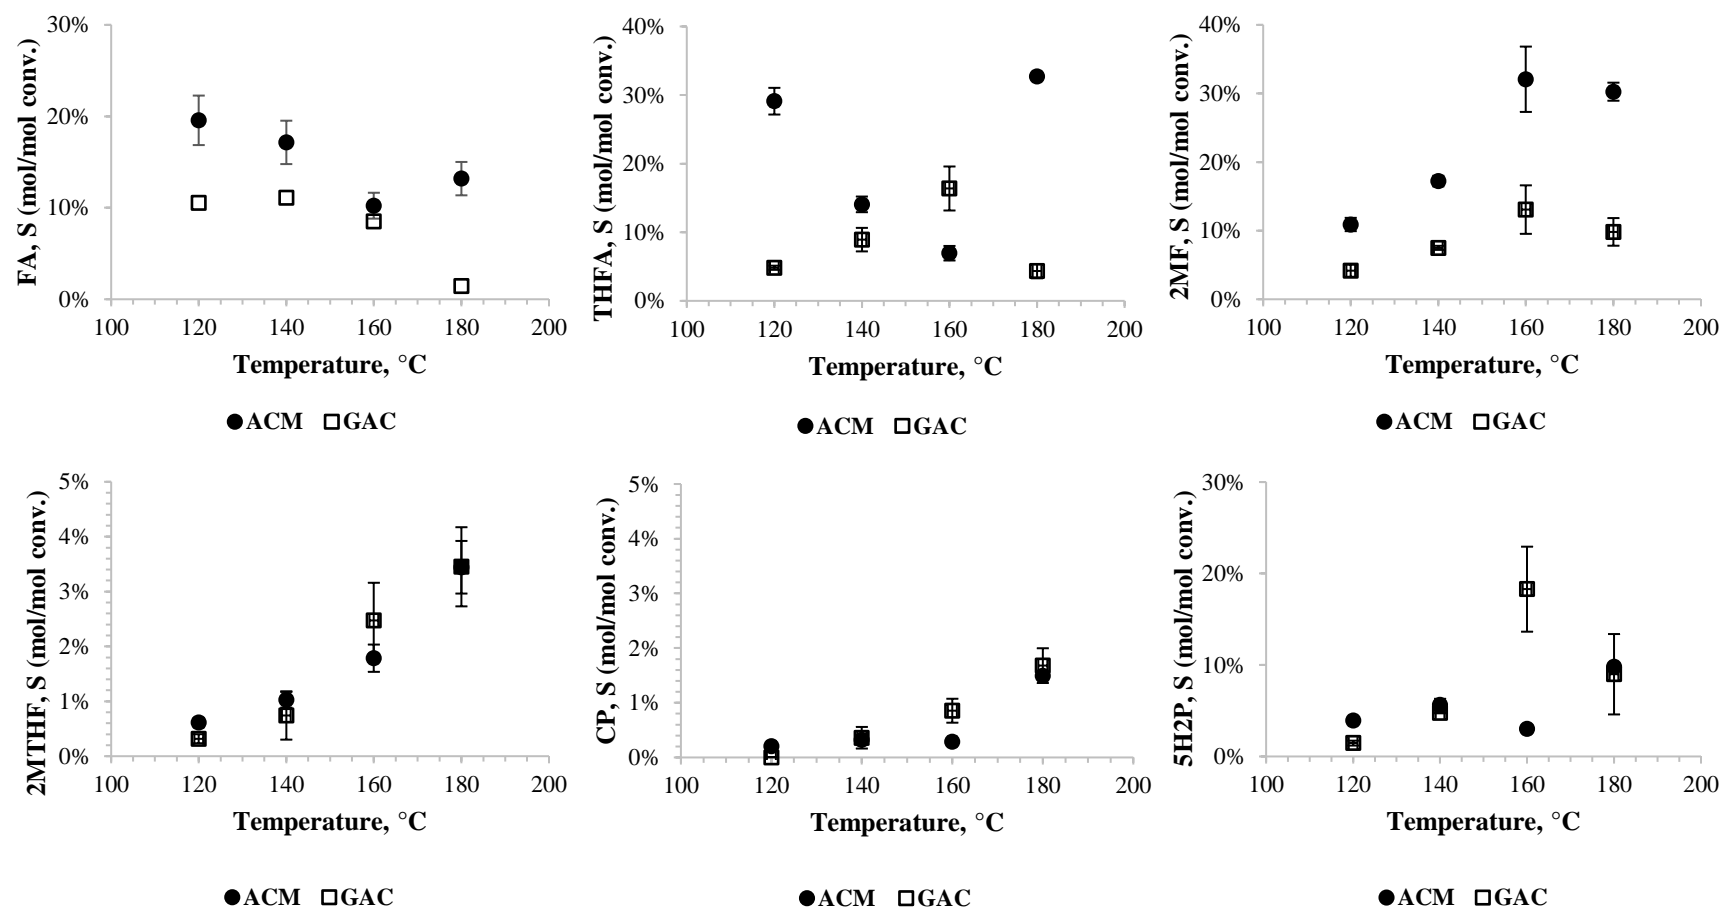 FA, S (mol/mol conv.)
30%
20%
10%
0%
100 120 140 160 180 200
Temperature, °C
ACM GAC
THFA, S (mol/mol conv.)
40%
30%
20%
10%
0%
100 120 140 160 180 200
Temperature, °C
ACM GAC
2MF, S (mol/mol conv.)
40%
30%
20%
10%
0%
100 120 140 160 180 200
Temperature, °C
ACM GAC
2MTHF, S (mol/mol conv.)
5%
4%
3%
2%
1%
0%
100 120 140 160 180 200
Temperature, °C
ACM GAC
CP, S (mol/mol conv.)
5%
4%
3%
2%
1%
0%
100 120 140 160 180 200
Temperature, °C
ACM GAC
5H2P, S (mol/mol conv.)
30%
20%
10%
0%
100 120 140 160 180 200
Temperature, °C
ACM GAC